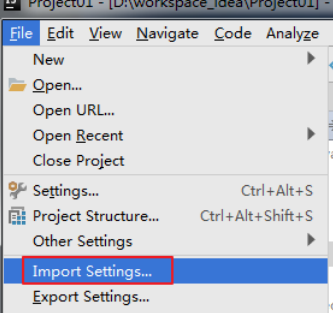 Project01 - [D:\workspace_idea\Project01] -
File Edit View Navigate Code Analyze
New
Open...
Open URL...
Open Recent
Close Project
Settings... Ctrl+Alt+S
Project Structure... Ctrl+Alt+Shift+S
Other Settings
Import Settings...
Export Settings...